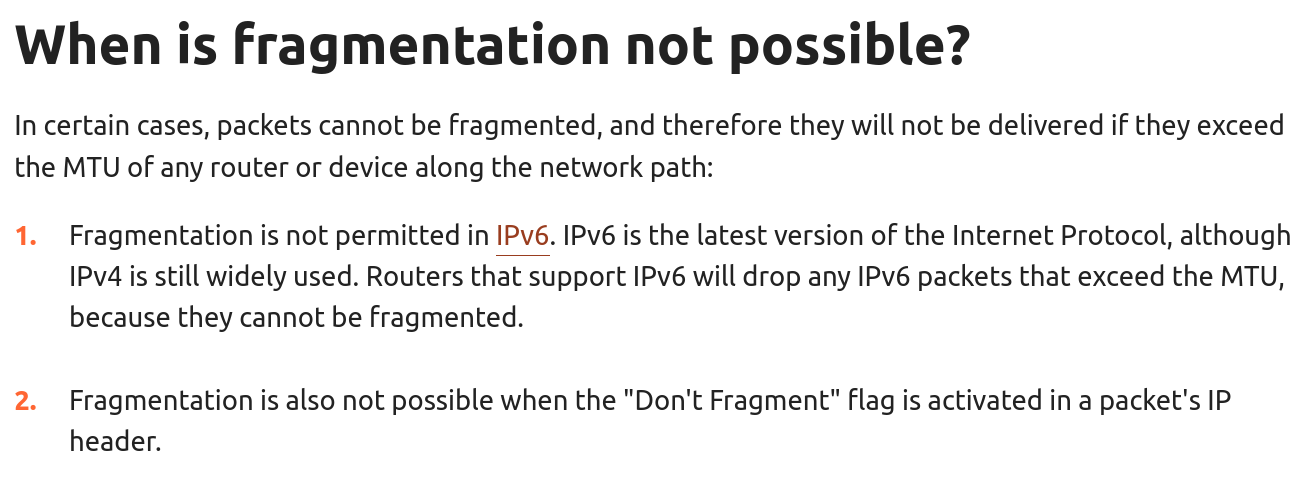 When is fragmentation not possible?
In certain cases, packets cannot be fragmented, and therefore they will not be delivered if they exceed
the MTU of any router or device along the network path:
1. Fragmentation is not permitted in IPv6. IPv6 is the latest version of the Internet Protocol, although
IPv4 is still widely used. Routers that support IPv6 will drop any IPv6 packets that exceed the MTU,
because they cannot be fragmented.
2. Fragmentation is also not possible when the "Don't Fragment" flag is activated in a packet's IP
header.